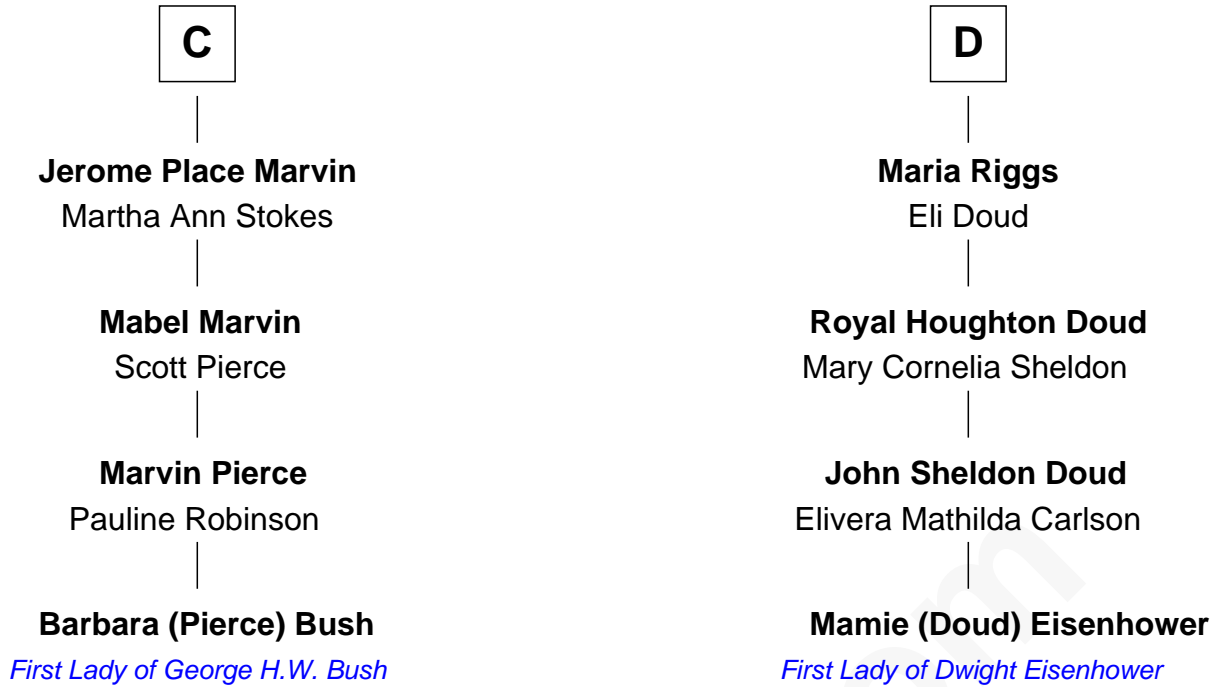 C
Jerome Place Marvin
Martha Ann Stokes
Mabel Marvin
Scott Pierce
Marvin Pierce
Pauline Robinson
Barbara (Pierce) Bush
First Lady of George H.W. Bush
D
Maria Riggs
Eli Doud
Royal Houghton Doud
Mary Cornelia Sheldon
John Sheldon Doud
Elivera Mathilda Carlson
Mamie (Doud) Eisenhower
First Lady of Dwight Eisenhower